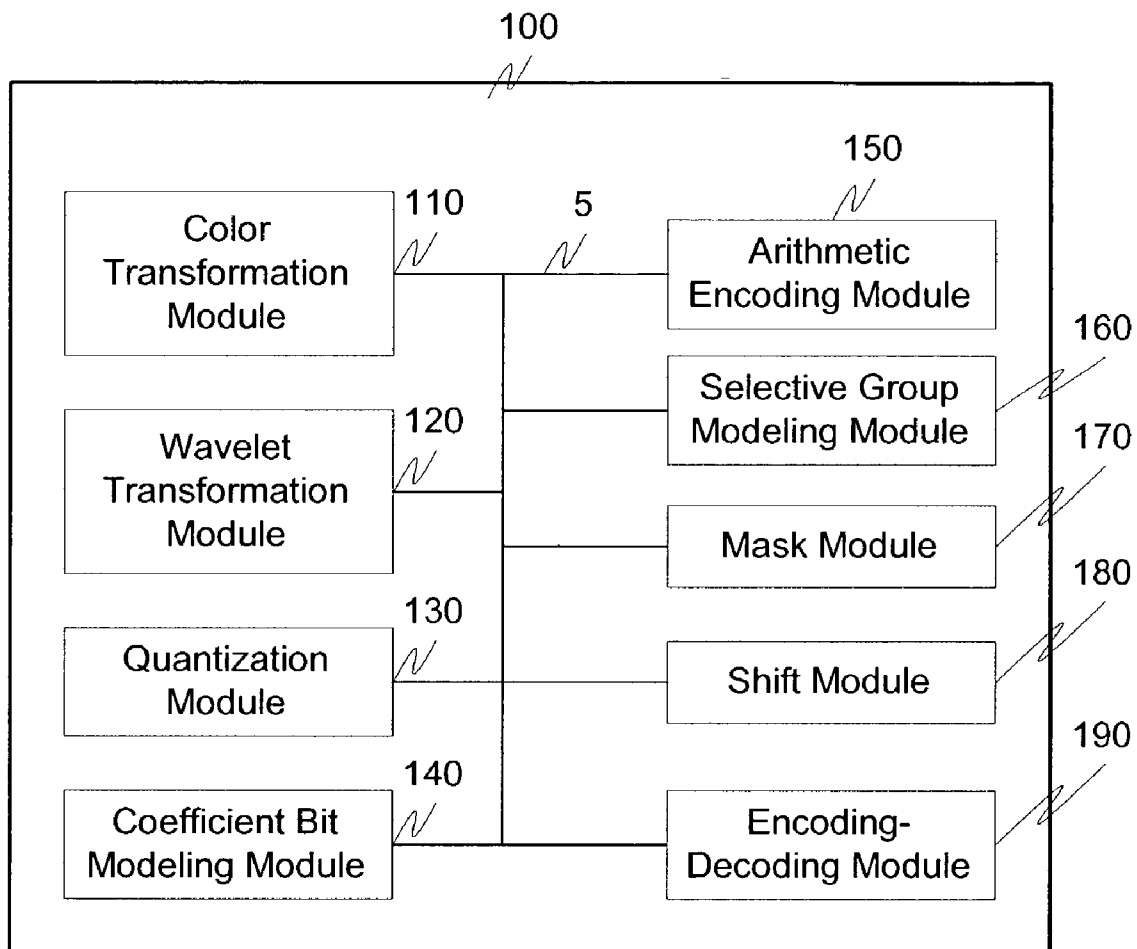 100
150
110
5
Color
Transformation
Module
Arithmetic
Encoding Module
160
Selective Group
Modeling Module
120
170
Wavelet
Transformation
Module
Mask Module
180
130
Quantization
Module
Shift Module
190
140
Coefficient Bit
Modeling Module
Encoding-
Decoding Module